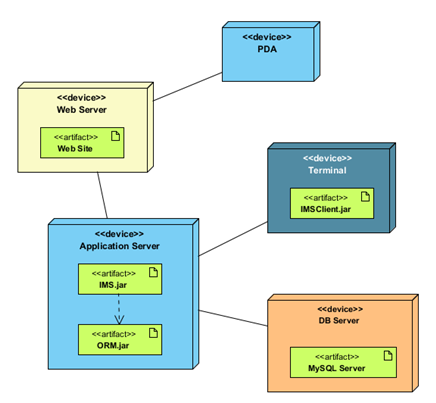 <<device>>
PDA
<<device>>
Web Server
<<artifact>>
Web Site
<<device>>
Terminal
<<artifact>>
IMSClient.jar
<<device>>
Application Server
<<artifact>>
IMS.jar
<<artifact>>
ORM.jar
<<device>>
DB Server
<<artifact>>
MySQL Server